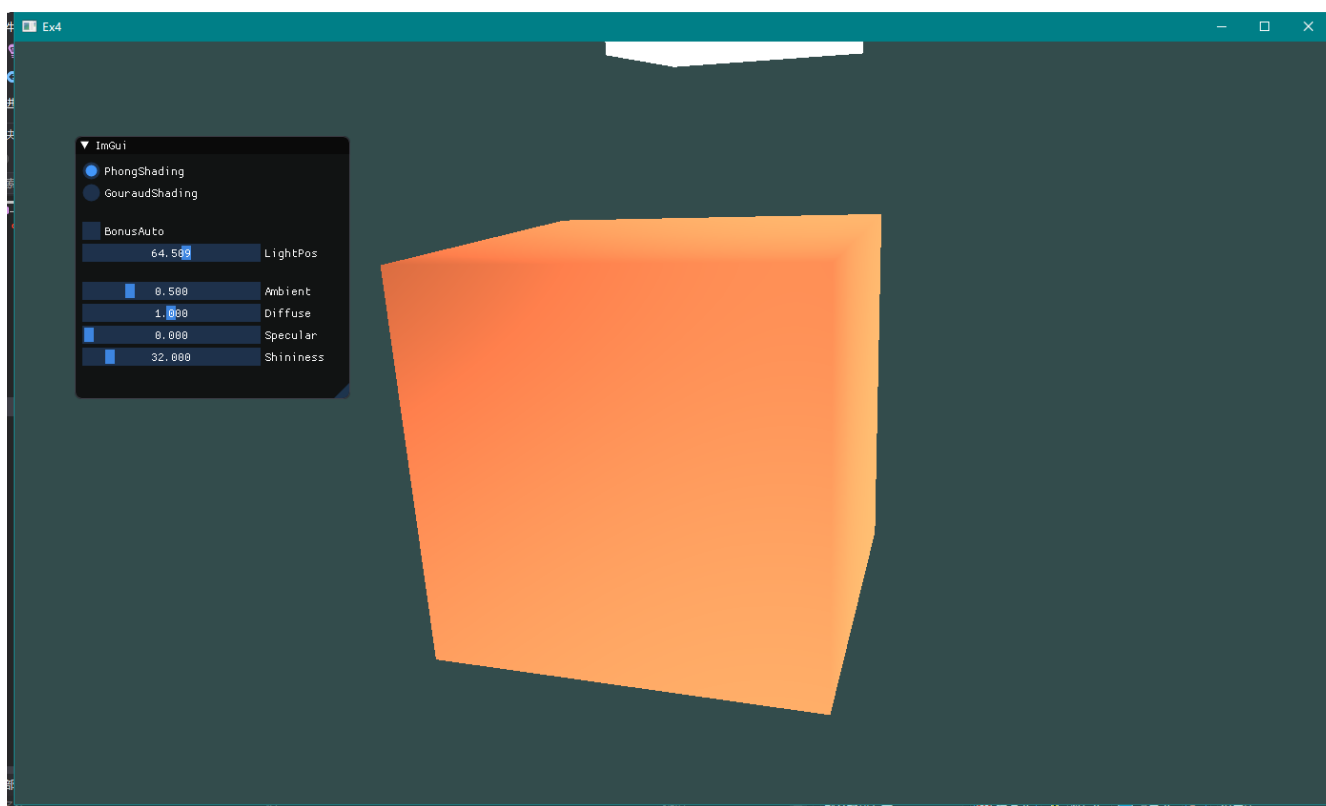 Ex4
ImGui
PhongShading
GouraudShading
BonusAuto
64.509 LightPos
0.500 Ambient
1.000 Diffuse
0.000 Specular
32.000 Shininess